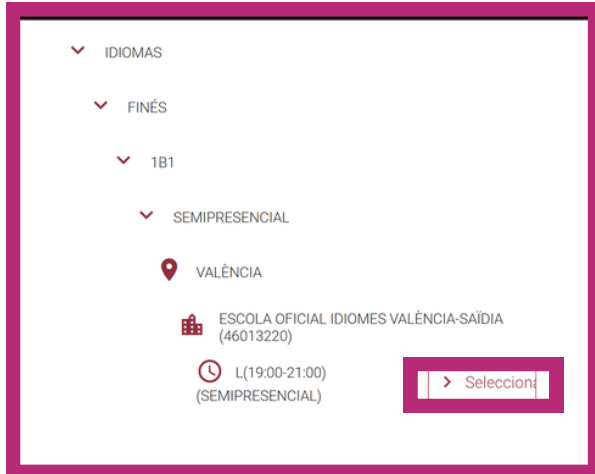 IDIOMAS
FINÉS
1B1
SEMIPRESENCIAL
VALÈNCIA
ESCOLA OFICIAL IDIOMES VALÈNCIA-SAÏDIA
(46013220)
L(19:00-21:00)
(SEMIPRESENCIAL)
Selecciona